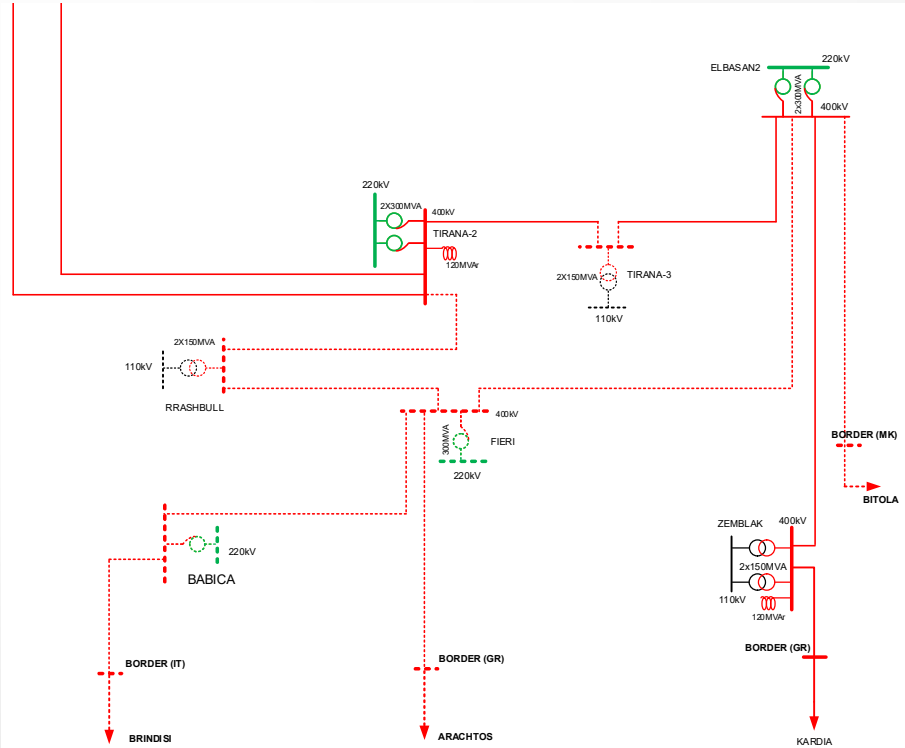 220kV
ELBASAN2
2x300MVA
400kV
220kV
2X300MVA
400kV
TIRANA-2
120MVAr
2X150MVA
TIRANA-3
110kV
2X150MVA
110kV
RRASHBULL
400kV
300MVA
FIERI
220kV
BORDER (MK)
BITOLA
ZEMBLAK
400kV
2x150MVA
110kV
120MVAr
220kV
BABICA
BORDER (GR)
BORDER (IT)
BORDER (GR)
BRINDISI
ARACHTOS
KARDIA